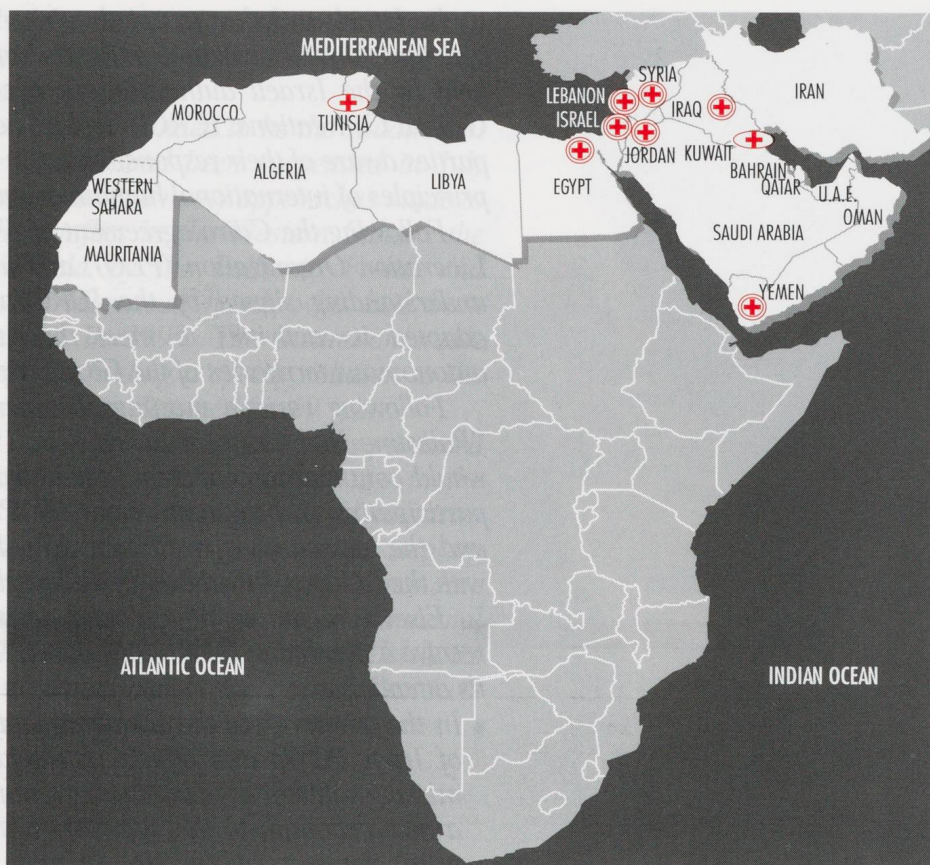 MEDITERRANEAN SEA
SYRIA
LEBANON
IRAN
ISRAEL
IRAQ
MOROCCO
TUNISIA
JORDAN
KUWAIT
ALGERIA
LIBYA
EGYPT
BAHRAIN
QATAR
WESTERN
SAHARA
U.A.E.
OMAN
SAUDI ARABIA
MAURITANIA
YEMEN
ATLANTIC OCEAN
INDIAN OCEAN